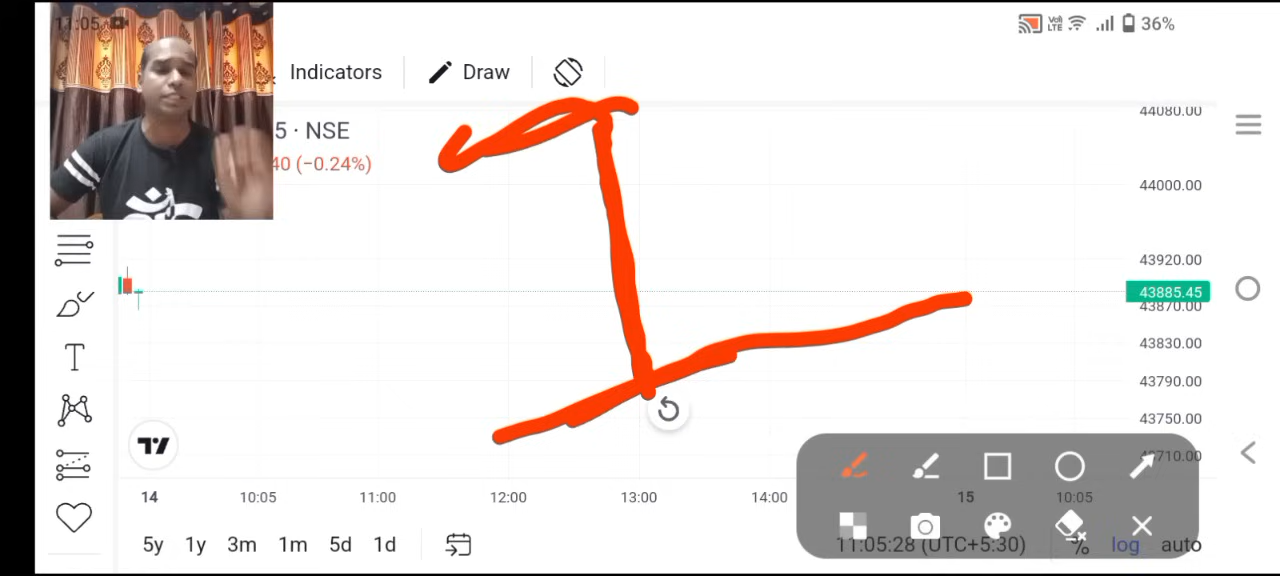 11:05
Vo) LTE 36%
Indicators
Draw
5 · NSE
40 (−0.24%)
44080.00
44000.00
43920.00
43885.45
43870.00
43830.00
43790.00
43750.00
43710.00
T
14 10:05 11:00 12:00 13:00 14:00 15 10:05
5y 1y 3m 1m 5d 1d
11:05:28 (UTC+5:30) % log auto